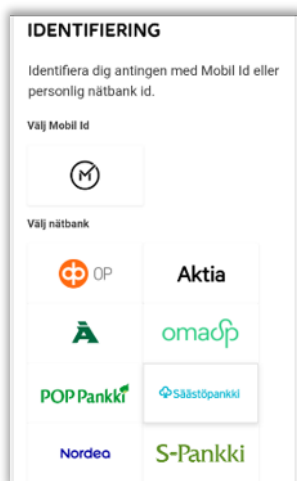 IDENTIFIERING
Identifiera dig antingen med Mobil Id eller
personlig nätbank id.
Välj Mobil Id
M
Välj nätbank
OP
Aktia
Å
omasp
POP Pankki
Säästöpankki
Nordea
S-Pankki